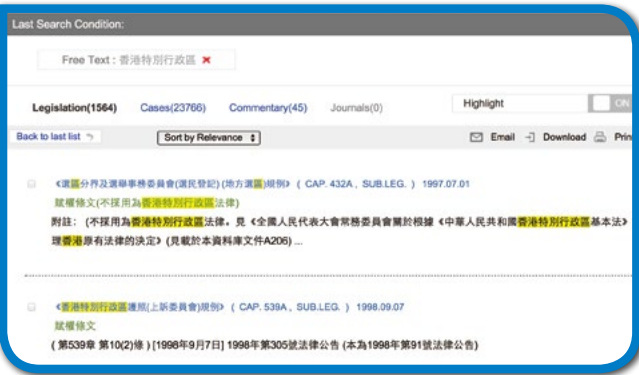 Last Search Condition:
Free Text : 香港特別行政區 ✖
Legislation(1564) Cases(23766) Commentary(45) Journals(0) Highlight ON
Back to last list Sort by Relevance Email Download Prin
《選區分界及選舉事務委員會(選民登記)(地方選區)規例》 ( CAP. 432A , SUB.LEG. ) 1997.07.01
賦權條文(不採用為香港特別行政區法律)
附註: (不採用為香港特別行政區法律。見《全國人民代表大會常務委員會關於根據《中華人民共和國香港特別行政區基本法》
理香港原有法律的決定》(見載於本資料庫文件A206) ...
《香港特別行政區護照(上訴委員會)規例》 ( CAP. 539A , SUB.LEG. ) 1998.09.07
賦權條文
( 第539章 第10(2)條 ) [1998年9月7日] 1998年第305號法律公告 (本為1998年第91號法律公告)